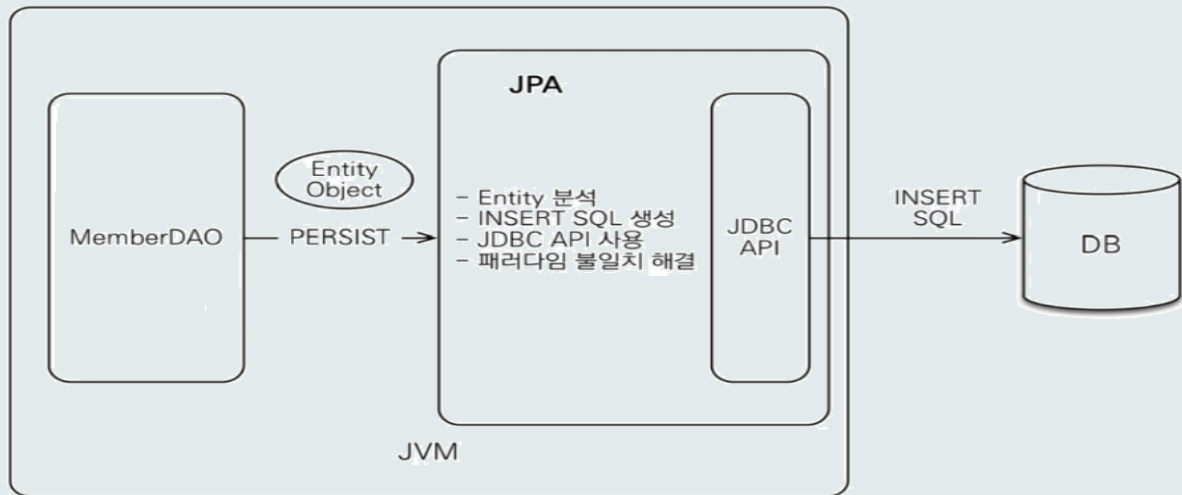 JPA
Entity
Object
MemberDAO
PERSIST
- Entity 분석
- INSERT SQL 생성
- JDBC API 사용
- 패러다임 불일치 해결
JDBC
API
INSERT
SQL
DB
JVM